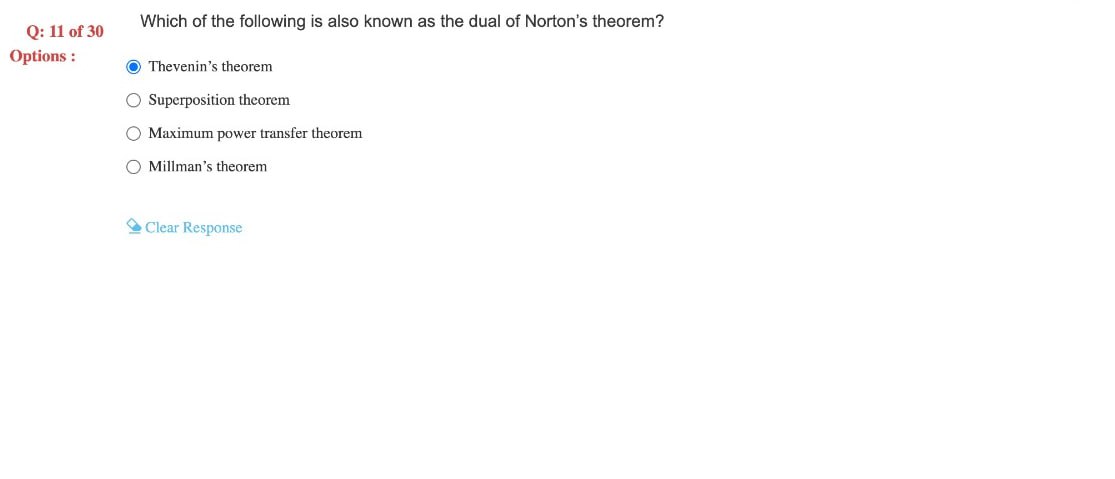 Q: 11 of 30
Which of the following is also known as the dual of Norton's theorem?
Options :
Thevenin’s theorem
Superposition theorem
Maximum power transfer theorem
Millman’s theorem
Clear Response